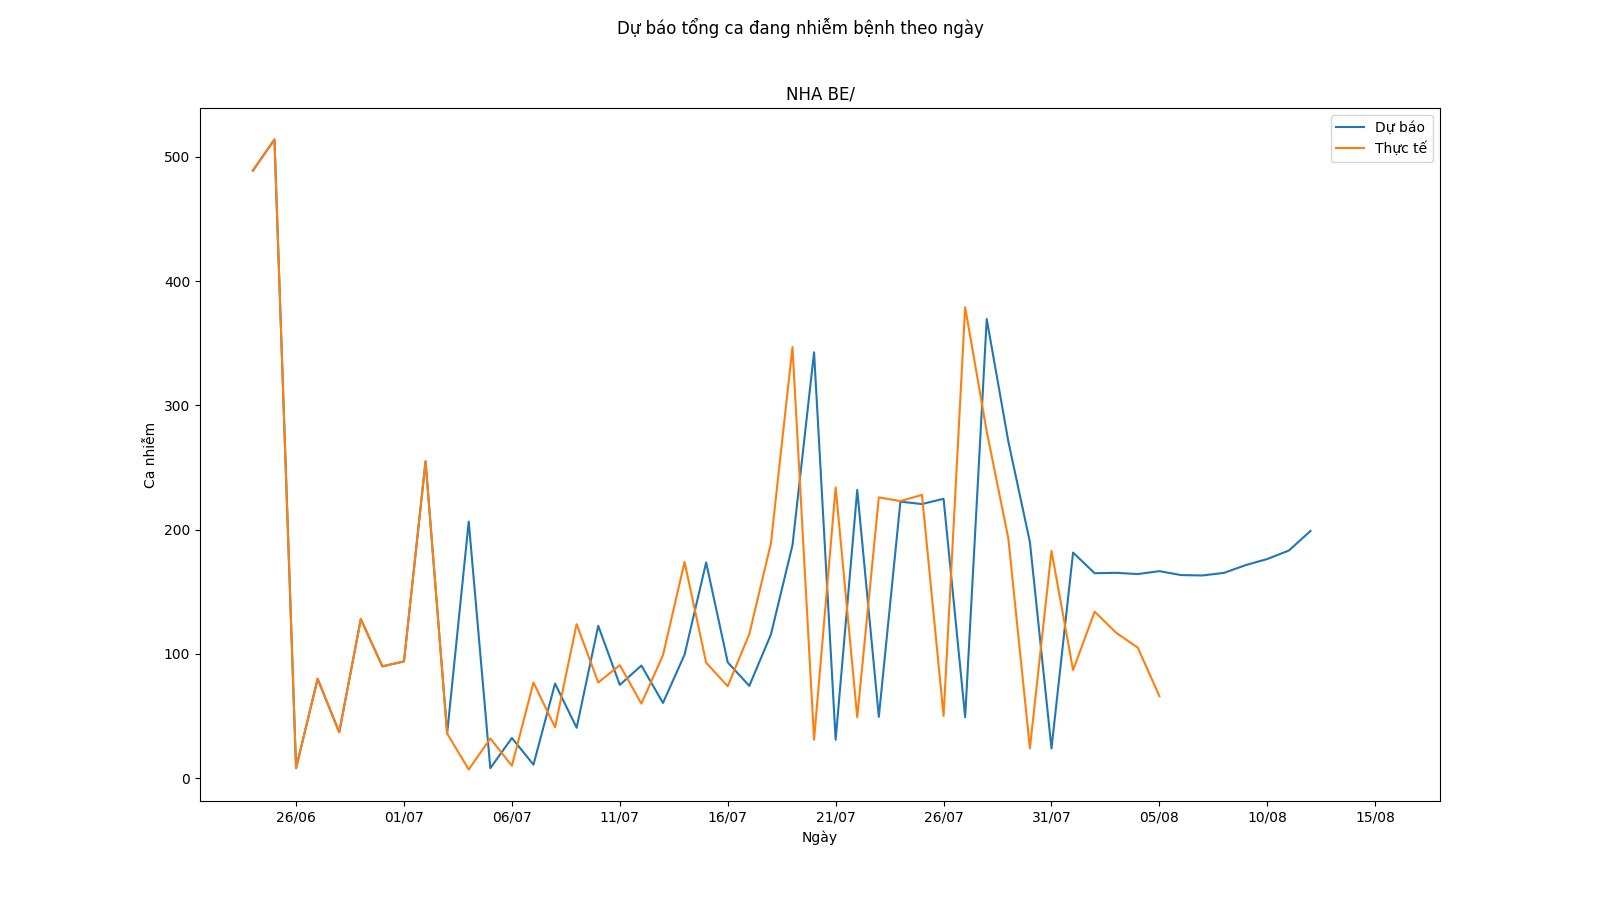 Dự báo tổng ca đang nhiễm bệnh theo ngày
NHA BE/
Dự báo
Thực tế
500
400
300
200
100
0
Ca nhiễm
26/06 01/07 06/07 11/07 16/07 21/07 26/07 31/07 05/08 10/08 15/08
Ngày